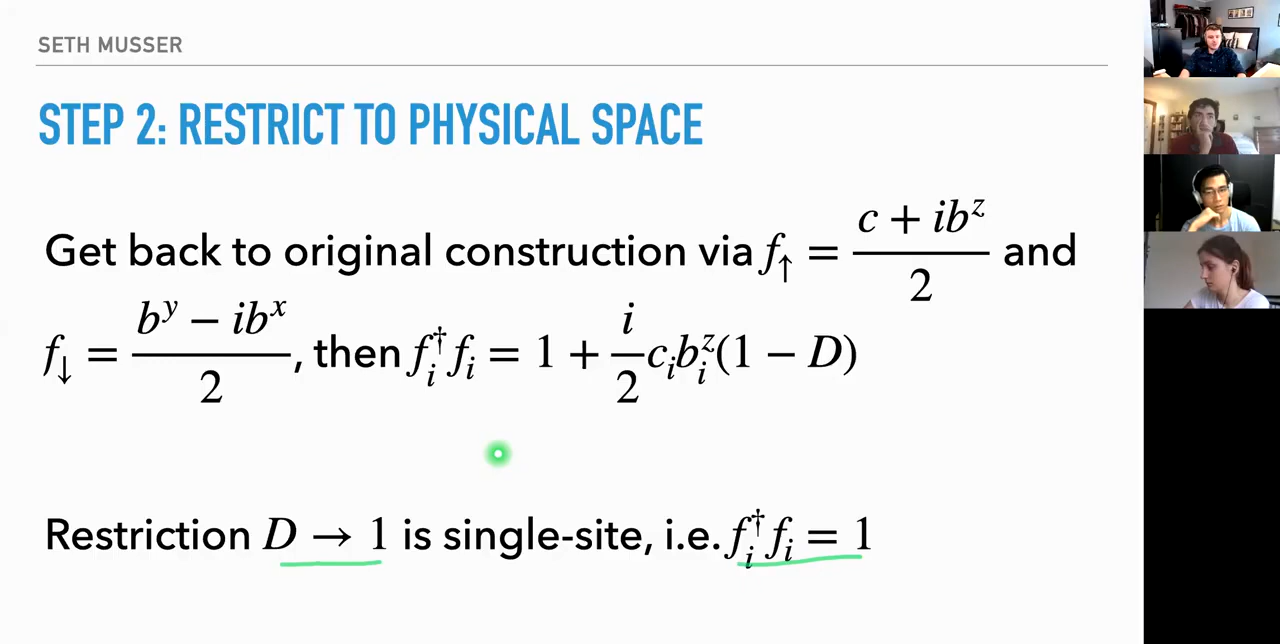 SETH MUSSER
STEP 2: RESTRICT TO PHYSICAL SPACE
Get back to original construction via f↑ = (c + ib^z)/2 and
f↓ = (b^y − ib^x)/2, then f_i^† f_i = 1 + (i/2) c_i b_i^z (1 − D)
Restriction D → 1 is single-site, i.e. f_i^† f_i = 1